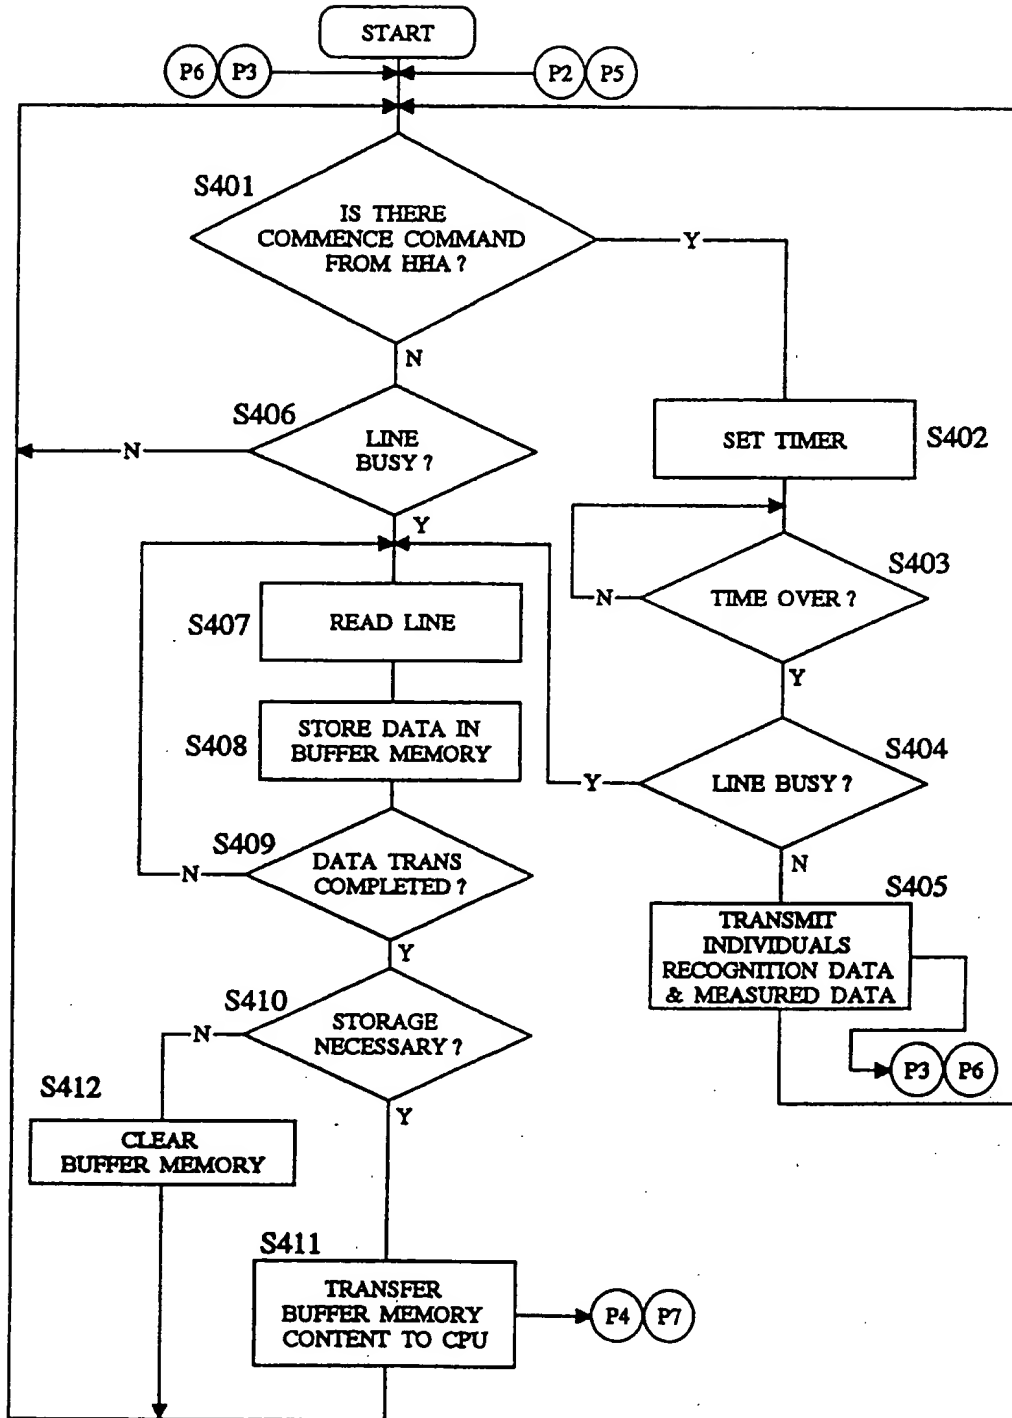 START
P6 P3
P2 P5
S401
IS THERE
COMMENCE COMMAND
FROM HHA ?
Y
N
S406
LINE
BUSY ?
N
Y
SET TIMER
S402
S403
TIME OVER ?
N
Y
S407
READ LINE
S408
STORE DATA IN
BUFFER MEMORY
S404
LINE BUSY ?
Y
N
S409
DATA TRANS
COMPLETED ?
N
Y
S405
TRANSMIT
INDIVIDUALS
RECOGNITION DATA
& MEASURED DATA
P3 P6
S410
STORAGE
NECESSARY ?
N
Y
S412
CLEAR
BUFFER MEMORY
S411
TRANSFER
BUFFER MEMORY
CONTENT TO CPU
P4 P7